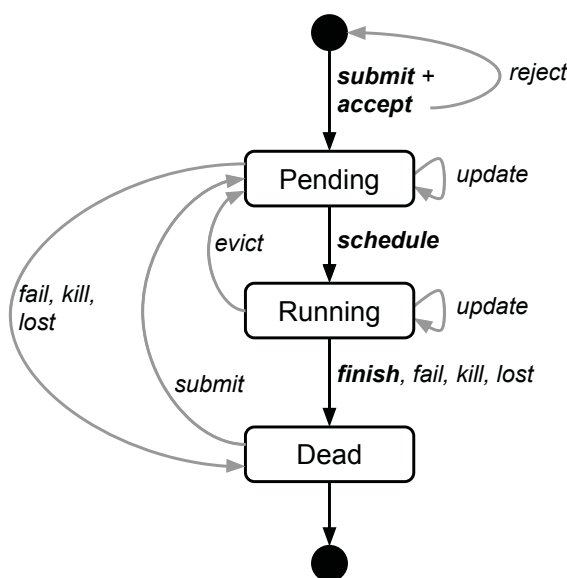 submit +
accept
reject
Pending
update
schedule
evict
fail, kill,
lost
Running
update
submit
finish, fail, kill, lost
Dead